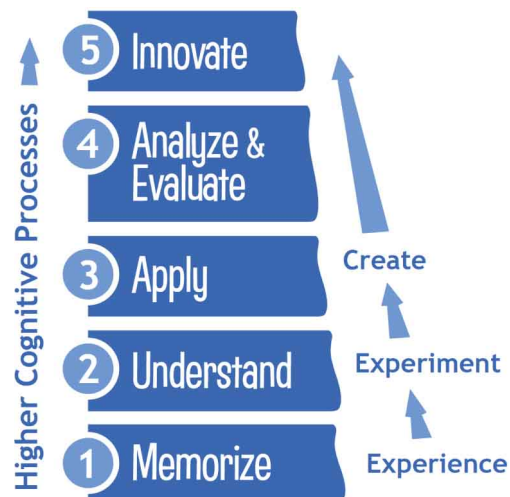 Higher Cognitive Processes
5 Innovate
4 Analyze &
Evaluate
3 Apply
2 Understand
1 Memorize
Create
Experiment
Experience